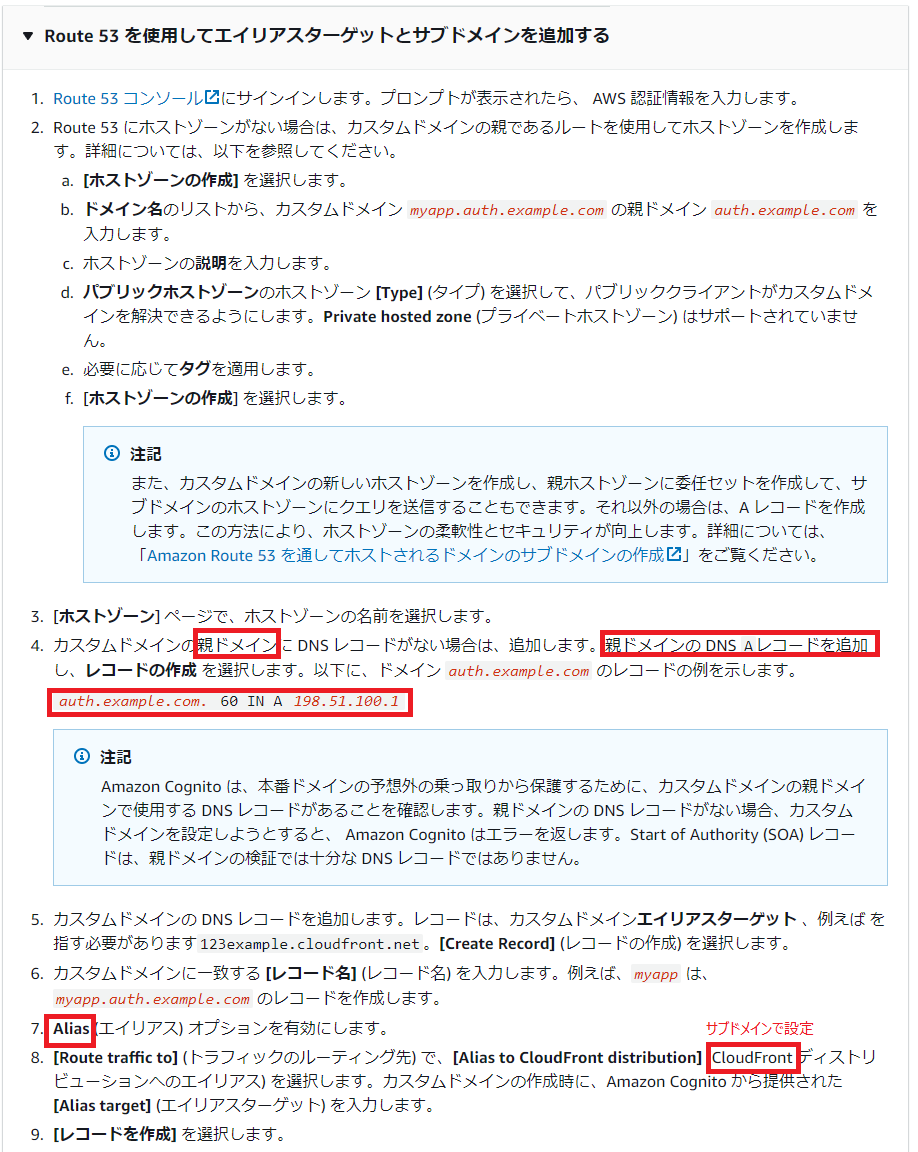 ▼ Route 53 を使用してエイリアスターゲットとサブドメインを追加する
1. Route 53 コンソールにサインインします。プロンプトが表示されたら、 AWS 認証情報を入力します。
2. Route 53 にホストゾーンがない場合は、カスタムドメインの親であるルートを使用してホストゾーンを作成しま
す。詳細については、以下を参照してください。
a. [ホストゾーンの作成] を選択します。
b. ドメイン名のリストから、カスタムドメイン myapp.auth.example.com の親ドメイン auth.example.com を
入力します。
c. ホストゾーンの説明を入力します。
d. パブリックホストゾーンのホストゾーン [Type] (タイプ) を選択して、パブリッククライアントがカスタムドメ
インを解決できるようにします。Private hosted zone (プライベートホストゾーン) はサポートされていませ
ん。
e. 必要に応じてタグを適用します。
f. [ホストゾーンの作成] を選択します。
注記
また、カスタムドメインの新しいホストゾーンを作成し、親ホストゾーンに委任セットを作成して、サ
ブドメインのホストゾーンにクエリを送信することもできます。それ以外の場合は、A レコードを作成
します。この方法により、ホストゾーンの柔軟性とセキュリティが向上します。詳細については、
「Amazon Route 53 を通してホストされるドメインのサブドメインの作成」をご覧ください。
3. [ホストゾーン] ページで、ホストゾーンの名前を選択します。
4. カスタムドメインの親ドメインに DNS レコードがない場合は、追加します。親ドメインの DNS A レコードを追加
し、レコードの作成 を選択します。以下に、ドメイン auth.example.com のレコードの例を示します。
auth.example.com. 60 IN A 198.51.100.1
注記
Amazon Cognito は、本番ドメインの予想外の乗っ取りから保護するために、カスタムドメインの親ドメイ
ンで使用する DNS レコードがあることを確認します。親ドメインの DNS レコードがない場合、カスタム
ドメインを設定しようとすると、 Amazon Cognito はエラーを返します。Start of Authority (SOA) レコー
ドは、親ドメインの検証では十分な DNS レコードではありません。
5. カスタムドメインの DNS レコードを追加します。レコードは、カスタムドメインエイリアスターゲット 、例えば を
指す必要があります123example.cloudfront.net。[Create Record] (レコードの作成) を選択します。
6. カスタムドメインに一致する [レコード名] (レコード名) を入力します。例えば、 myapp は、
myapp.auth.example.com のレコードを作成します。
7. Alias (エイリアス) オプションを有効にします。
サブドメインで設定
8. [Route traffic to] (トラフィックのルーティング先) で、[Alias to CloudFront distribution] CloudFront ディストリ
ビューションへのエイリアス) を選択します。カスタムドメインの作成時に、Amazon Cognito から提供された
[Alias target] (エイリアスターゲット) を入力します。
9. [レコードを作成] を選択します。